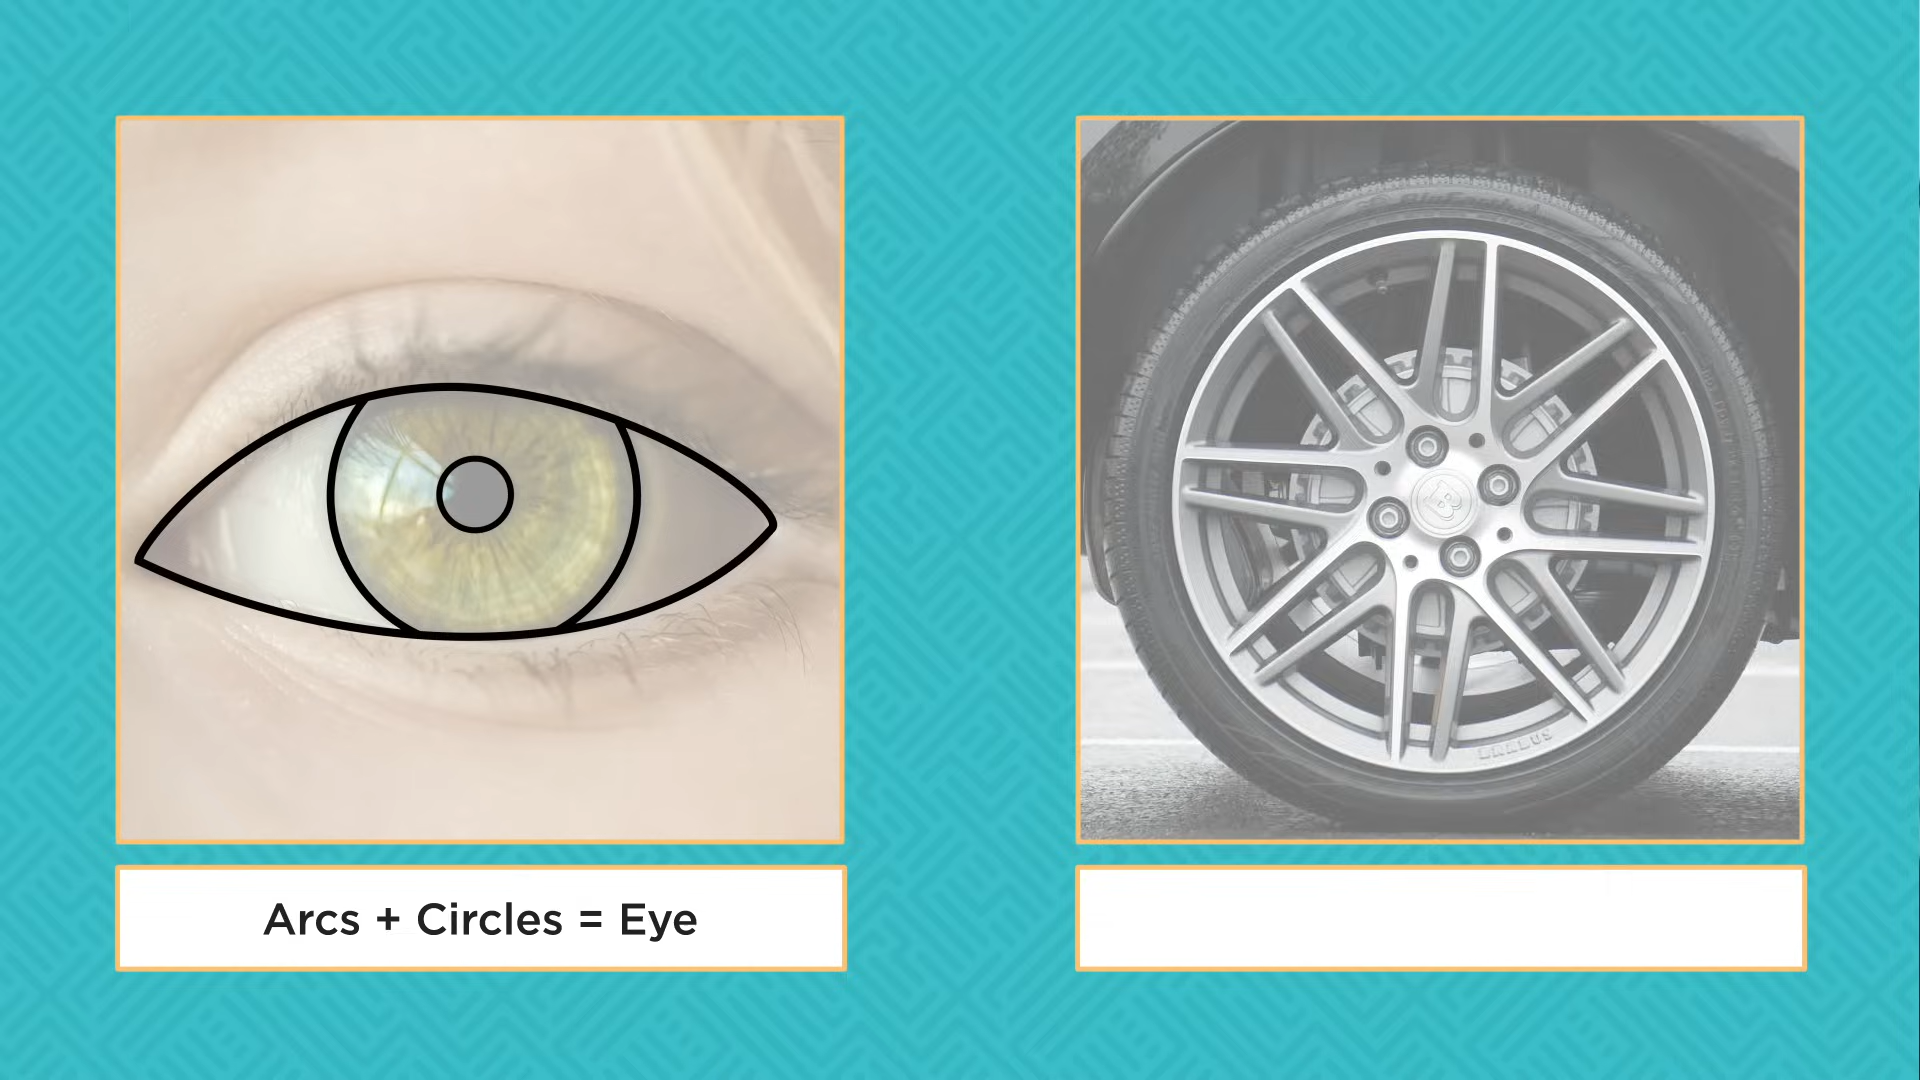 Arcs + Circles = Eye
B